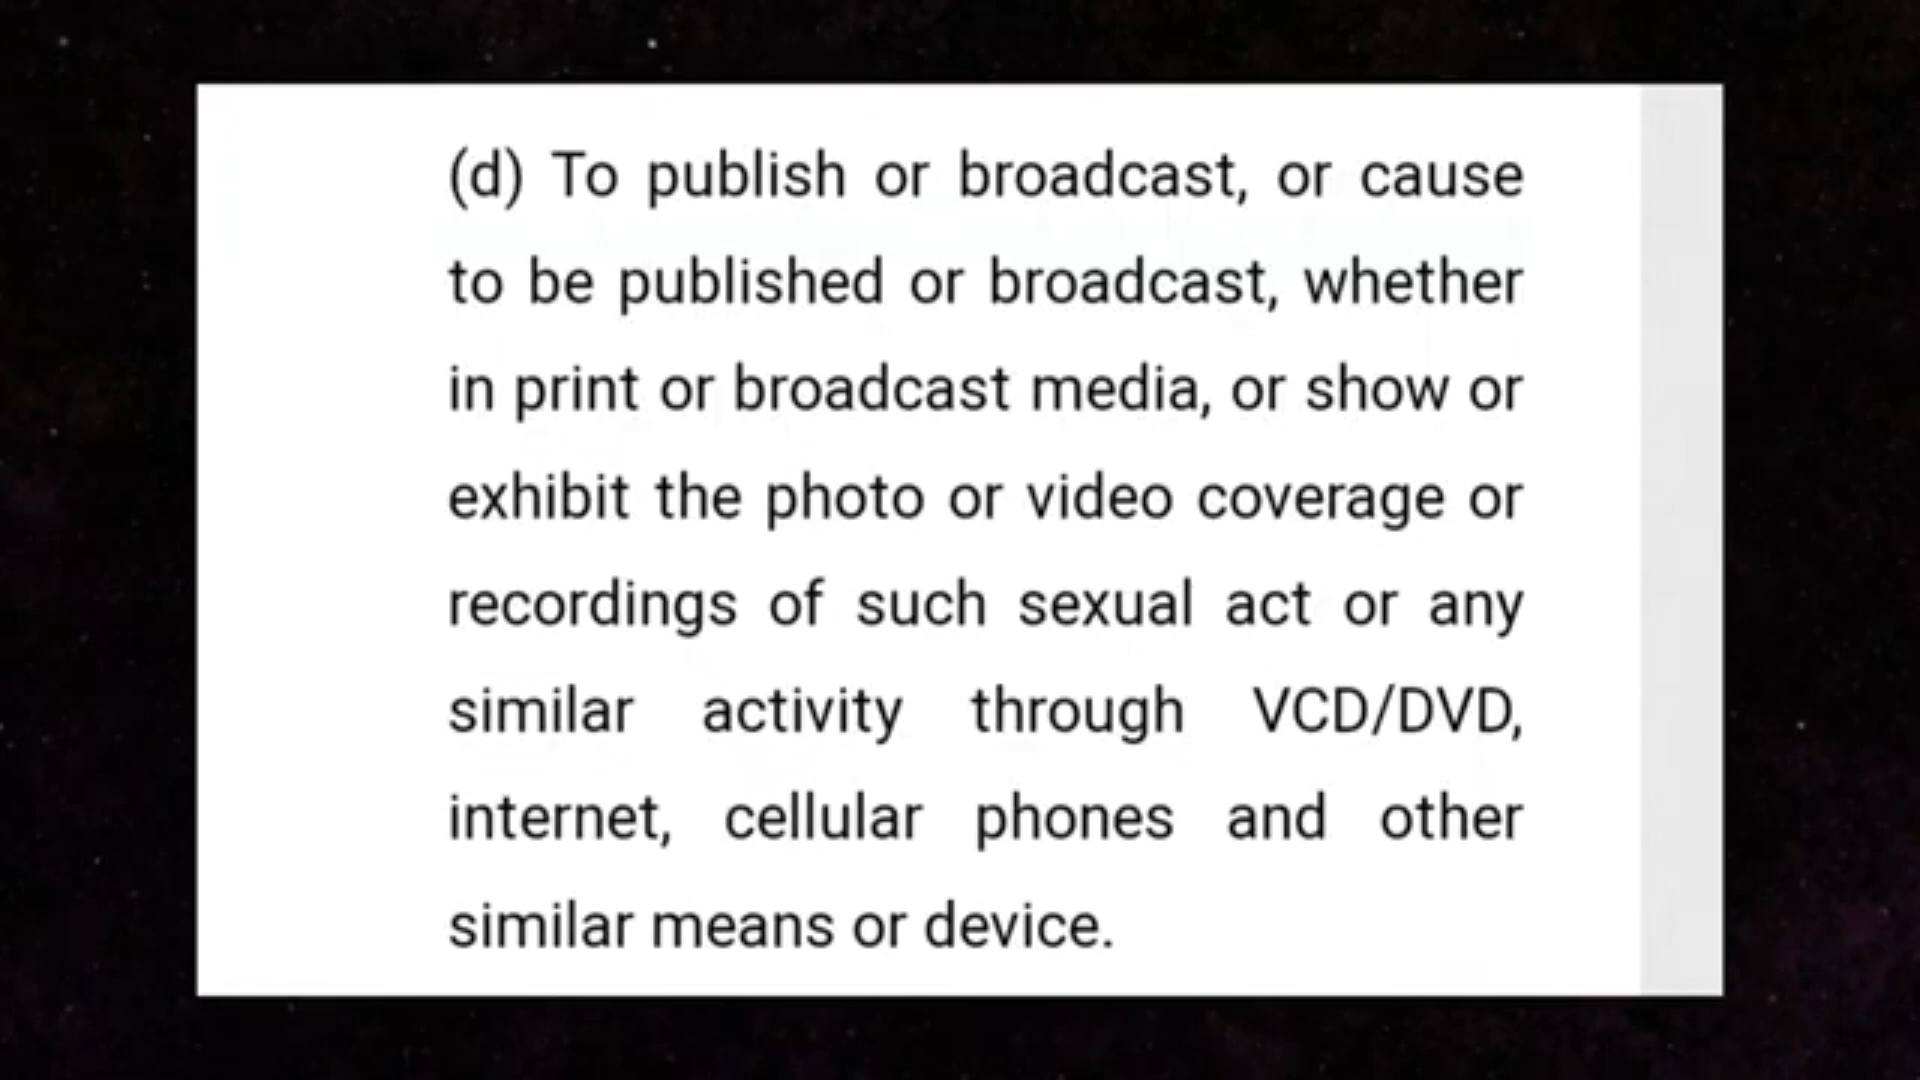 (d) To publish or broadcast, or cause
to be published or broadcast, whether
in print or broadcast media, or show or
exhibit the photo or video coverage or
recordings of such sexual act or any
similar activity through VCD/DVD,
internet, cellular phones and other
similar means or device.